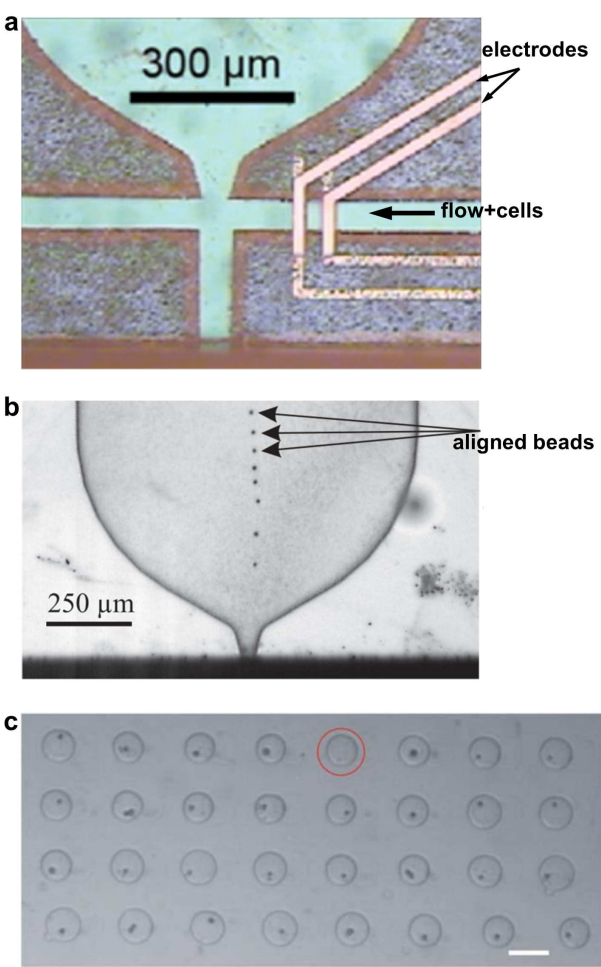 a
300 µm
electrodes
flow+cells
b
aligned beads
250 µm
c